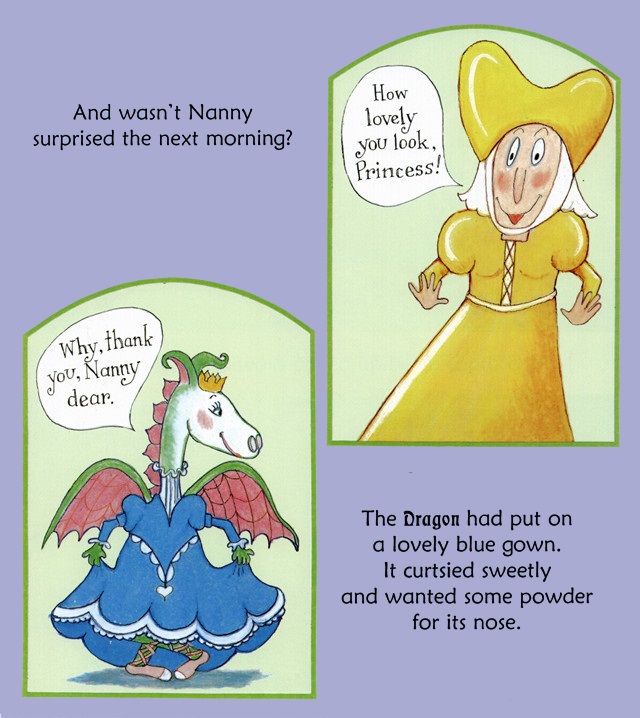 And wasn't Nanny
surprised the next morning?
How
lovely
you look,
Princess!
Why, thank
you, Nanny
dear.
The Dragon had put on
a lovely blue gown.
It curtsied sweetly
and wanted some powder
for its nose.